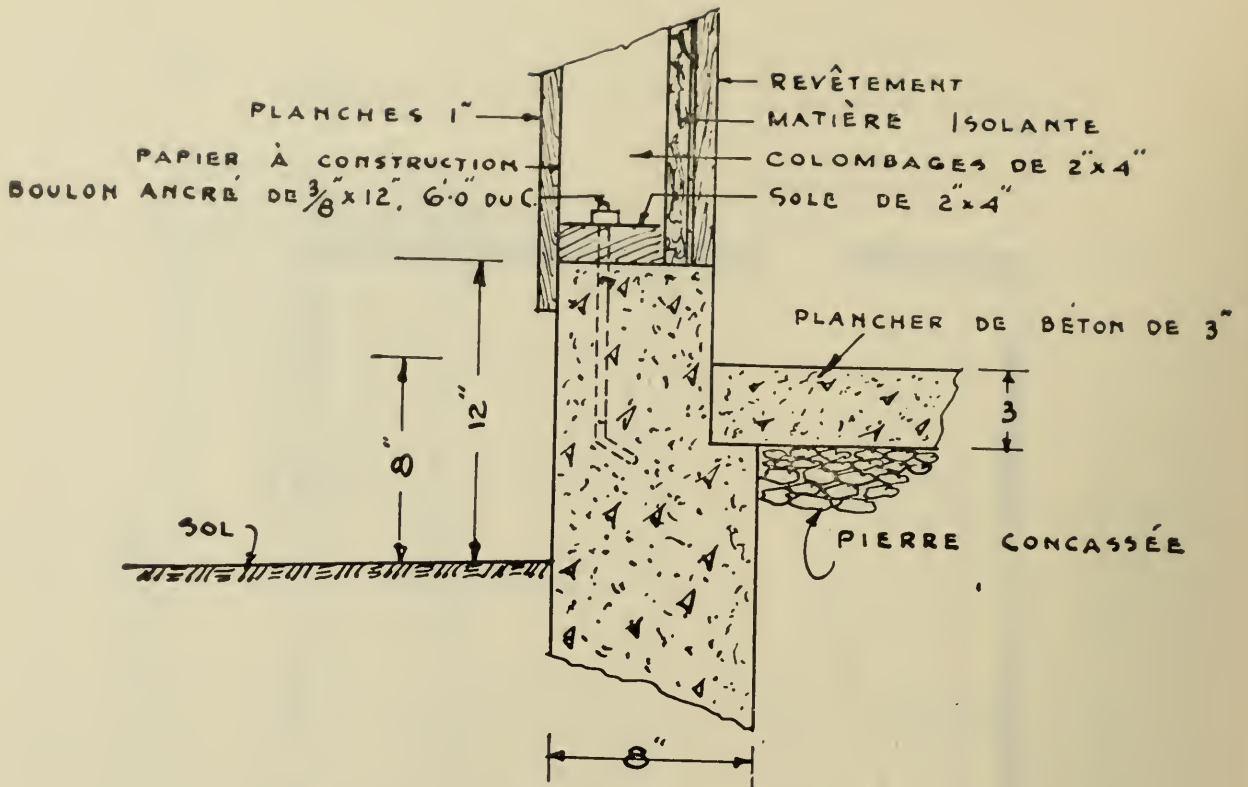 PLANCHES 1"
PAPIER À CONSTRUCTION
BOULON ANCRÉ DE 3/8"x12", 6'0" DU C.
REVÊTEMENT
MATIÈRE ISOLANTE
COLOMBAGES DE 2"x4"
SOLE DE 2"x4"
PLANCHER DE BÉTON DE 3"
3
12"
8"
SOL
PIERRE CONCASSÉE
8"